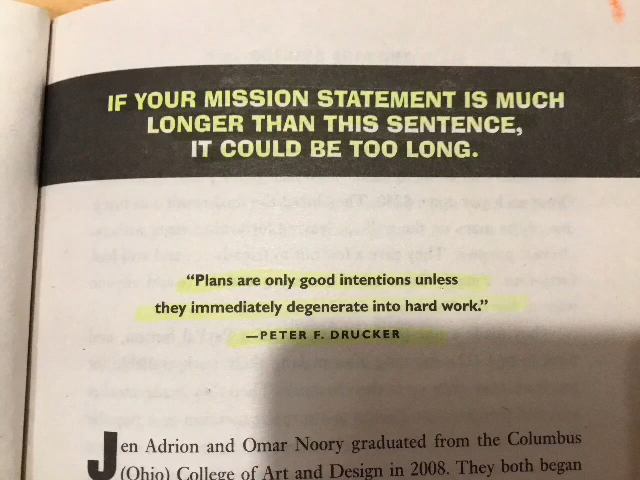 IF YOUR MISSION STATEMENT IS MUCH
LONGER THAN THIS SENTENCE,
IT COULD BE TOO LONG.
“Plans are only good intentions unless
they immediately degenerate into hard work.”
—PETER F. DRUCKER
Jen Adrion and Omar Noory graduated from the Columbus
(Ohio) College of Art and Design in 2008. They both began